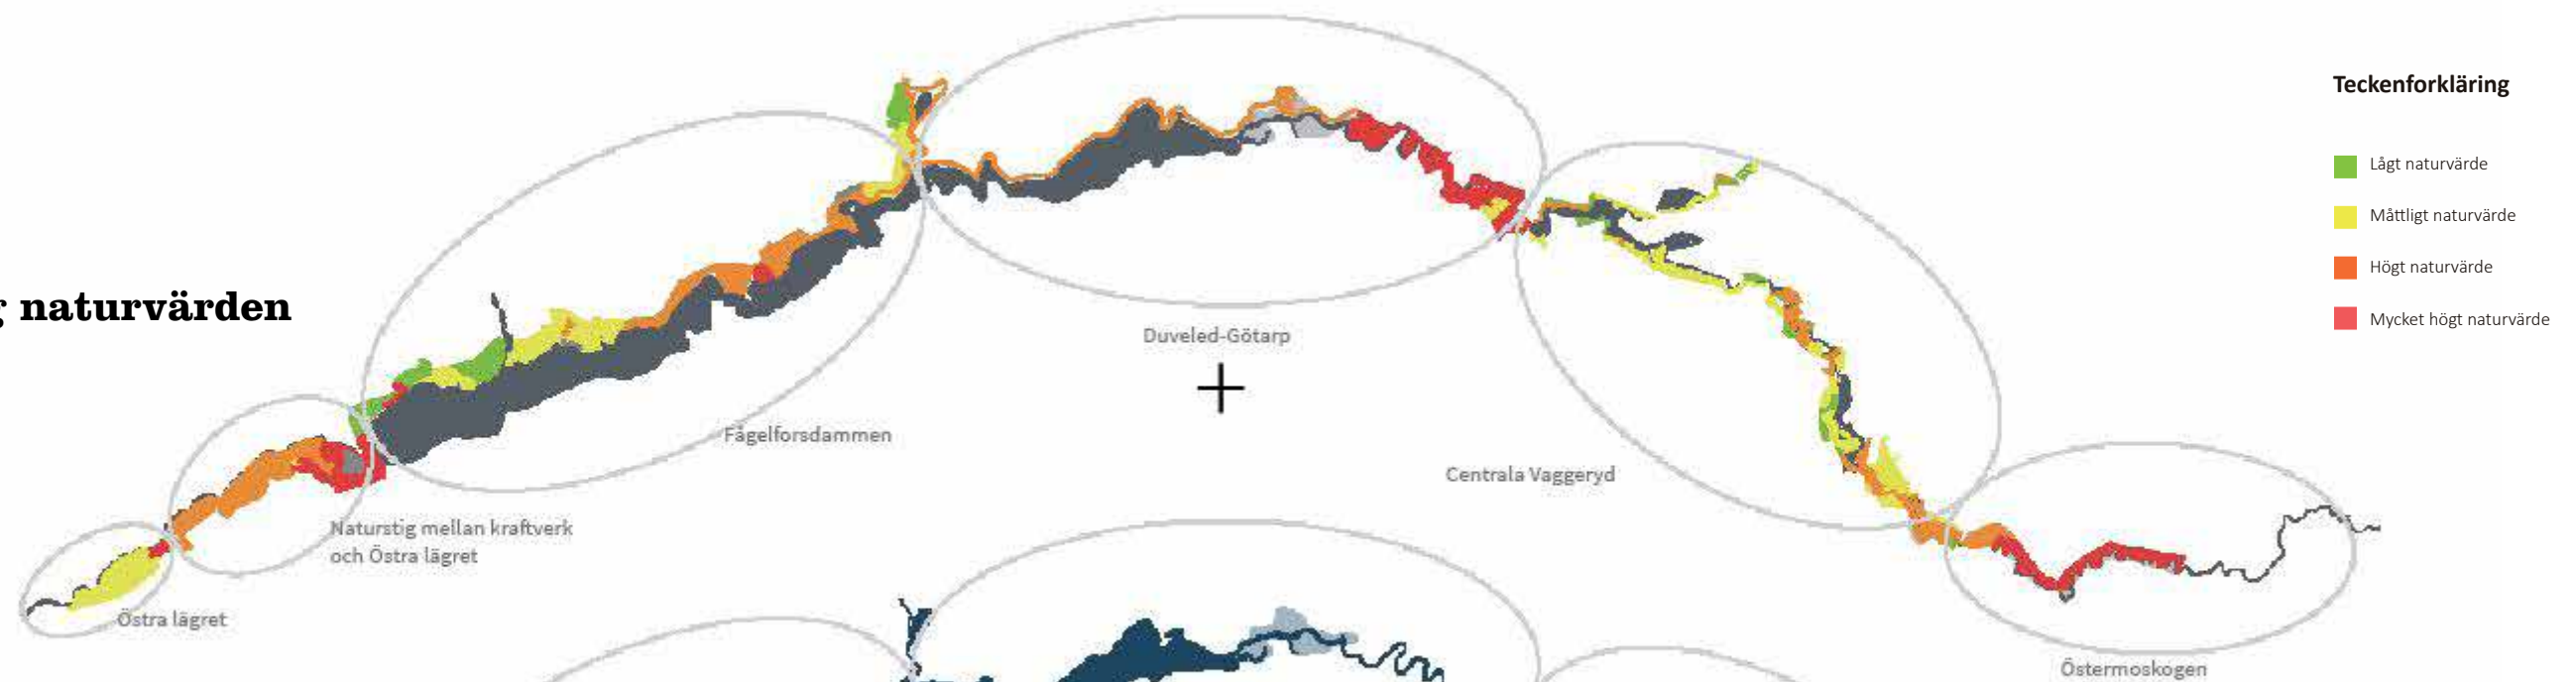 naturvärden
Teckenforkläring
Lågt naturvärde
Måttligt naturvärde
Högt naturvärde
Mycket högt naturvärde
Duveled-Götarp
Fågelforsdammen
Centrala Vaggeryd
Naturstig mellan kraftverk
och Östra lägret
Östra lägret
Östermoskogen